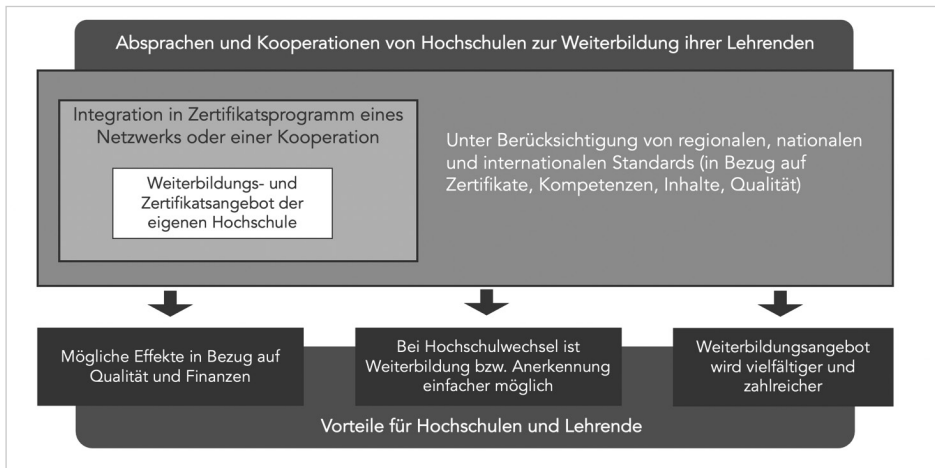 Absprachen und Kooperationen von Hochschulen zur Weiterbildung ihrer Lehrenden
Integration in Zertifikatsprogramm eines
Netzwerks oder einer Kooperation
Weiterbildungs- und
Zertifikatsangebot der
eigenen Hochschule
Unter Berücksichtigung von regionalen, nationalen
und internationalen Standards (in Bezug auf
Zertifikate, Kompetenzen, Inhalte, Qualität)
Mögliche Effekte in Bezug auf
Qualität und Finanzen
Bei Hochschulwechsel ist
Weiterbildung bzw. Anerkennung
einfacher möglich
Weiterbildungsangebot
wird vielfältiger und
zahlreicher
Vorteile für Hochschulen und Lehrende